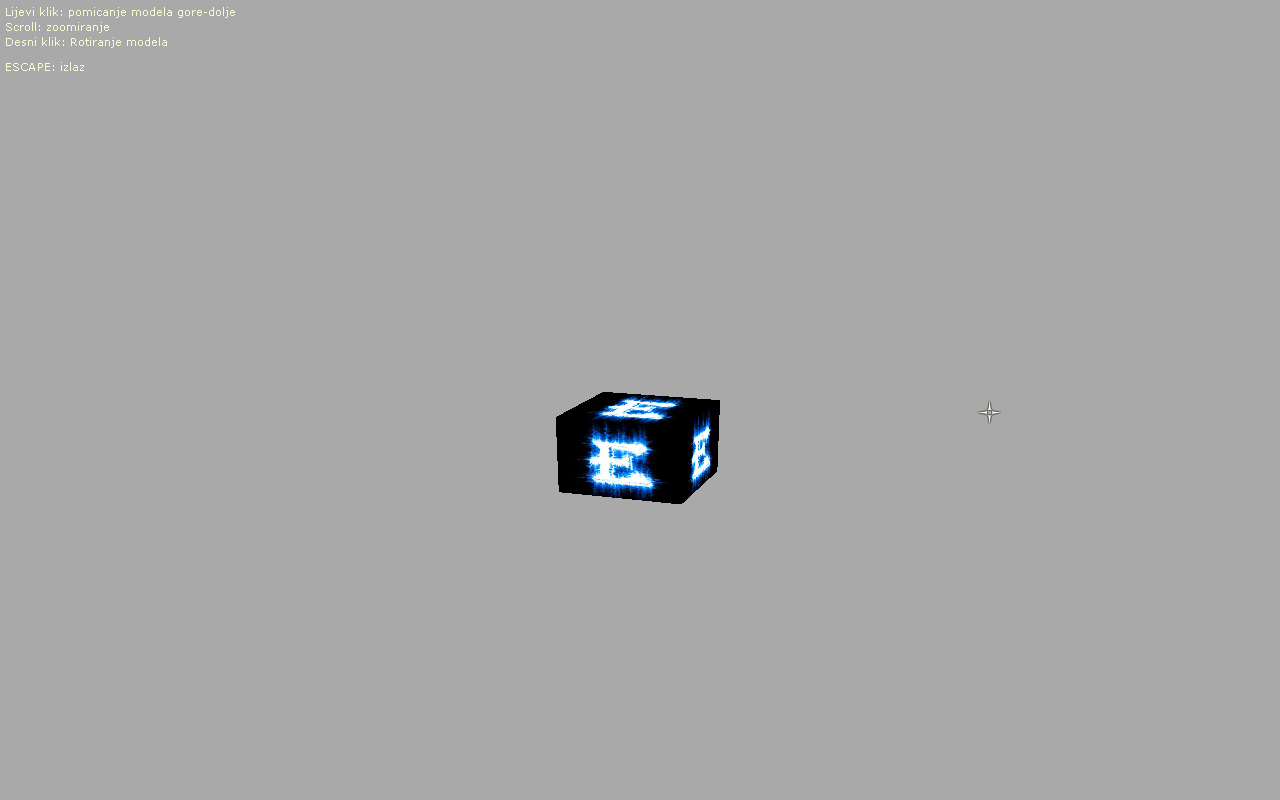 Lijevi klik: pomicanje modela gore-dolje
Scroll: zoomiranje
Desni klik: Rotiranje modela
ESCAPE: izlaz
E
E
E